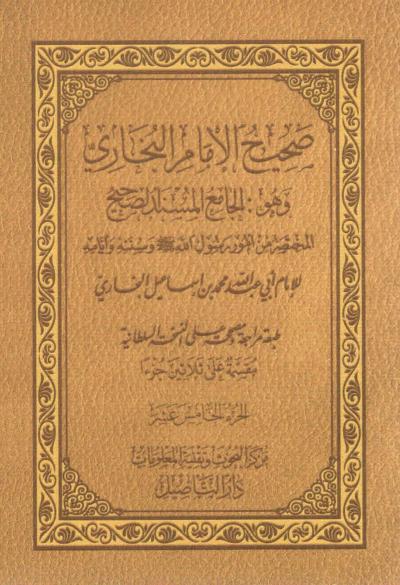 صحيح الإمام البخاري
وهو: الجامع المسند الصحيح
المختصر من أمور رسول الله ﷺ وسننه وأيامه
للإمام أبي عبد الله محمد بن إسماعيل البخاري
طبعة مراجعة مصححة على النسخة السلطانية
مقسمة على ثلاثين جزءًا
الجزء الخامس عشر
مركز البحوث وتقنية المعلومات
دار التأصيل